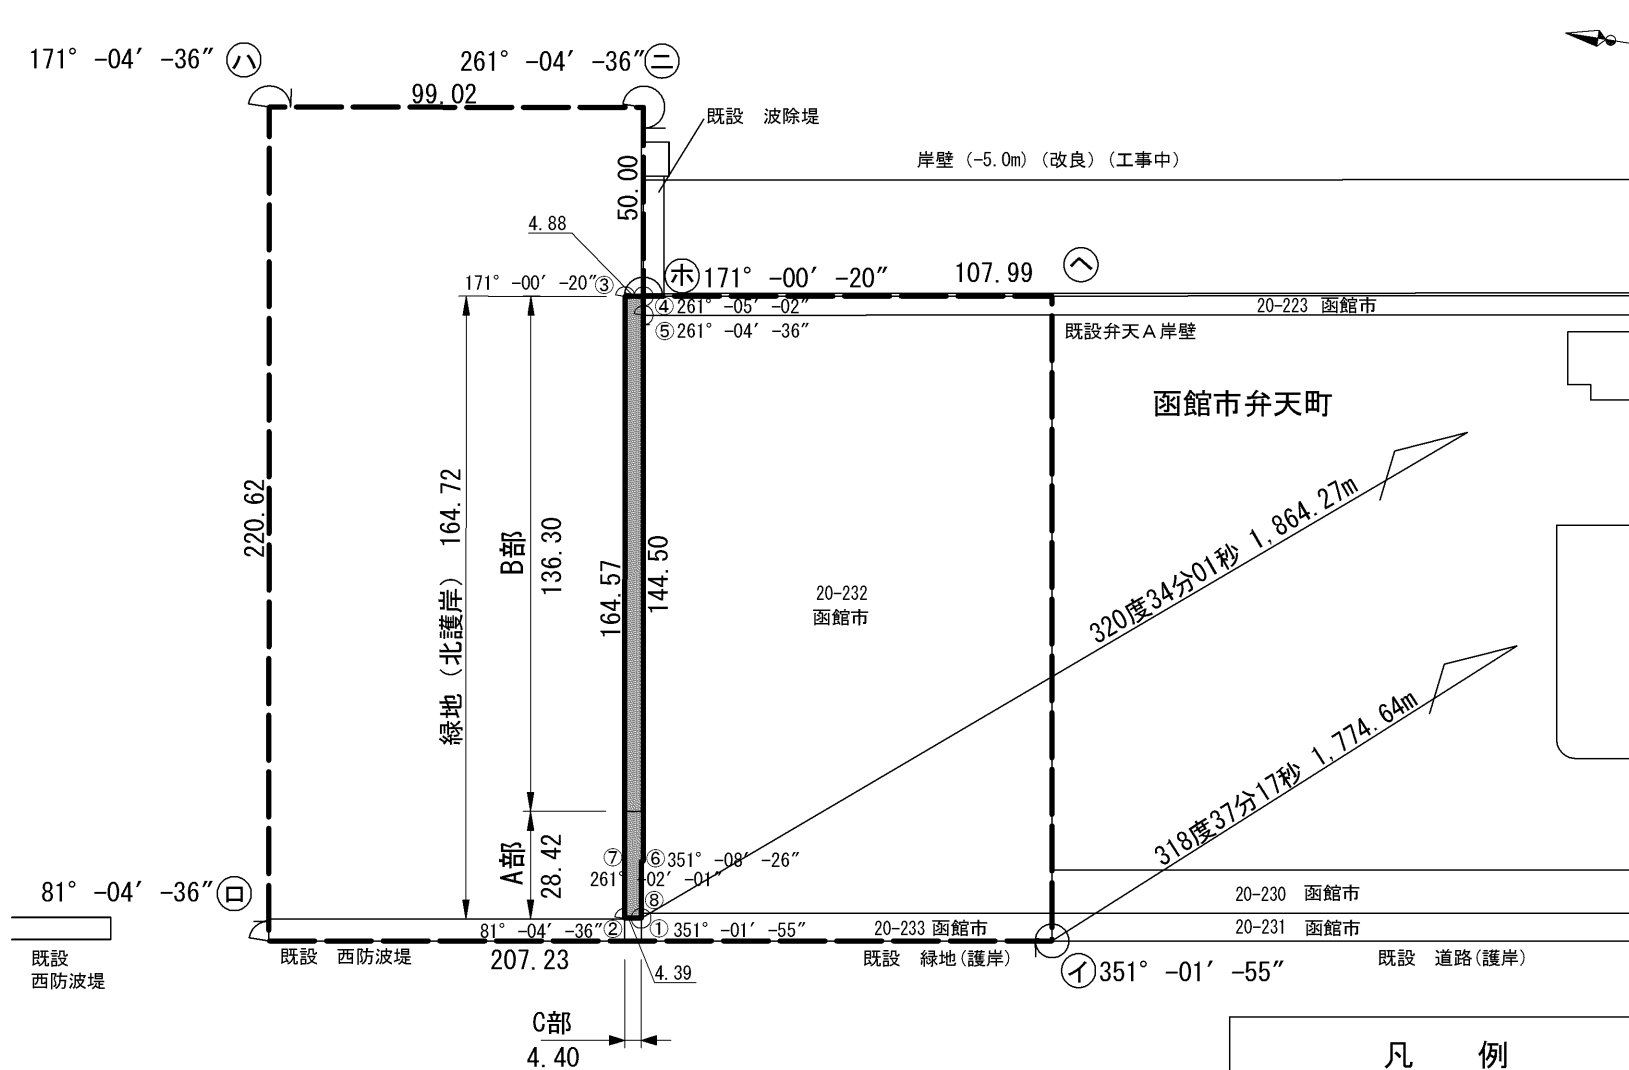 171° -04′ -36″ ハ
261° -04′ -36″ ニ
99.02
既設　波除堤
岸壁（-5.0m）（改良）（工事中）
50.00
4.88
171° -00′ -20″ ③
ホ 171° -00′ -20″
107.99
ヘ
④ 261° -05′ -02″
20-223 函館市
⑤ 261° -04′ -36″
既設弁天Ａ岸壁
函館市弁天町
220.62
緑地（北護岸） 164.72
B部
136.30
164.57
144.50
20-232
函館市
320度34分01秒 1,864.27m
318度37分17秒 1,774.64m
A部
28.42
⑦
⑥ 351° -08′ -26″
261° -02′ -01″
⑧
81° -04′ -36″ ロ
20-230 函館市
81° -04′ -36″ ②
① 351° -01′ -55″
20-233 函館市
20-231 函館市
既設
西防波堤
既設　西防波堤
207.23
4.39
既設　緑地(護岸)
既設　道路(護岸)
イ 351° -01′ -55″
C部
4.40
凡　例